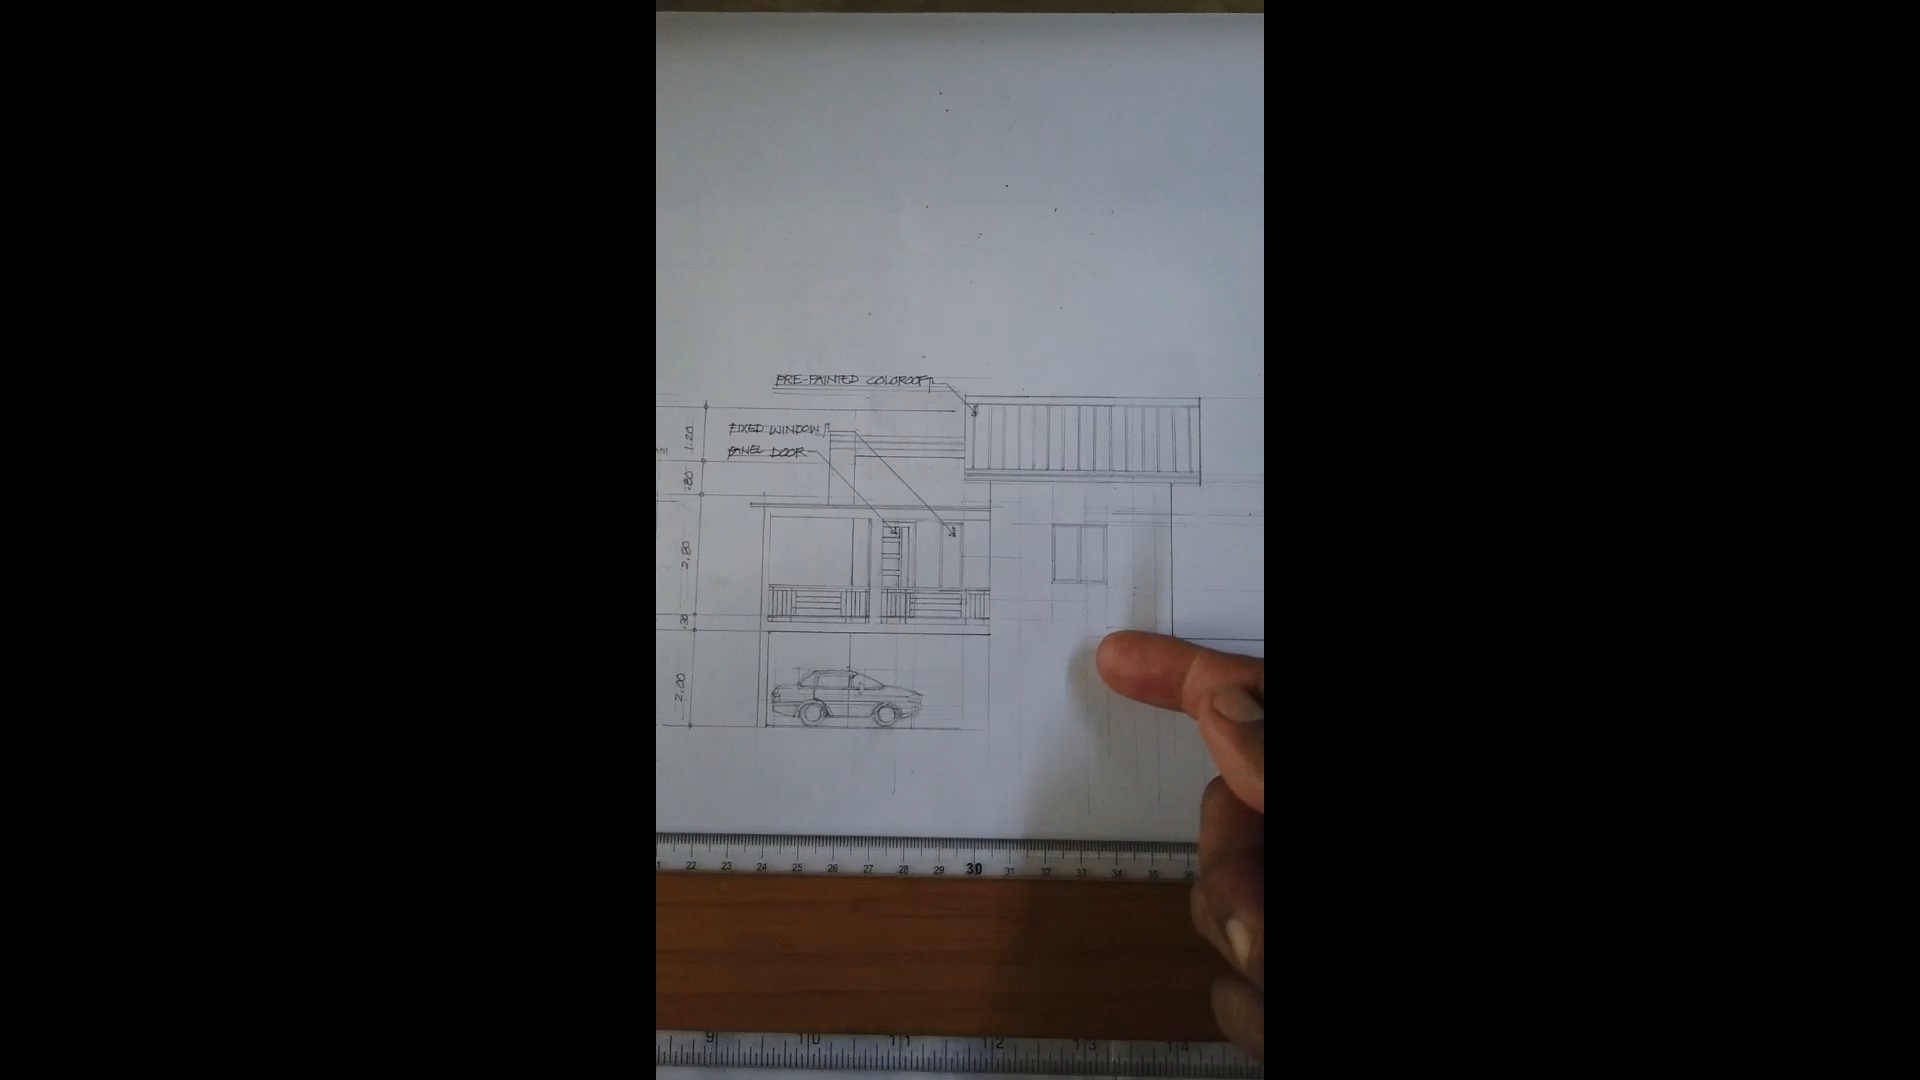 PRE-PAINTED COLOROOF
FIXED WINDOW
PANEL DOOR
1.20
.80
2.80
.30
2.00
22 23 24 25 26 27 28 29 30 31 32 33 34 35
9 10 11 12 13 14